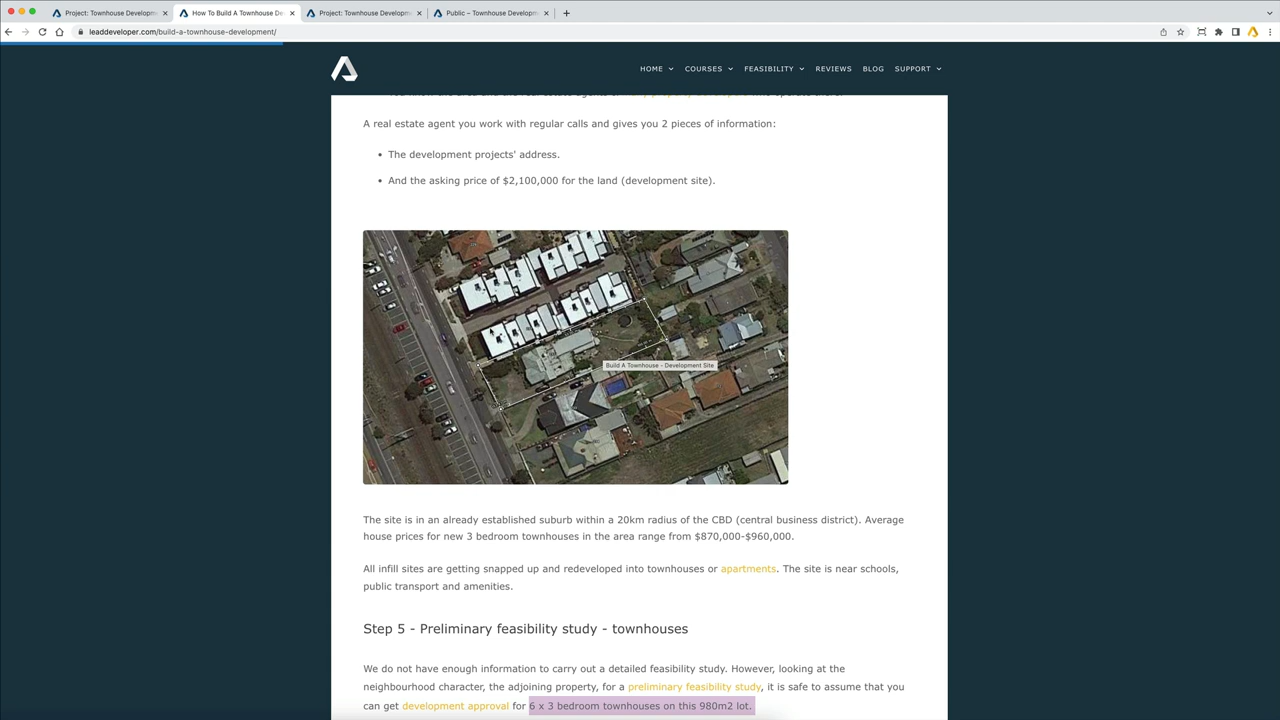 Project: Townhouse Developm
How To Build A Townhouse De
Project: Townhouse Developm
Public – Townhouse Developm
leaddeveloper.com/build-a-townhouse-development/
HOME COURSES FEASIBILITY REVIEWS BLOG SUPPORT
A real estate agent you work with regular calls and gives you 2 pieces of information:
• The development projects' address.
• And the asking price of $2,100,000 for the land (development site).
Build A Townhouse - Development Site
The site is in an already established suburb within a 20km radius of the CBD (central business district). Average
house prices for new 3 bedroom townhouses in the area range from $870,000-$960,000.
All infill sites are getting snapped up and redeveloped into townhouses or apartments. The site is near schools,
public transport and amenities.
Step 5 - Preliminary feasibility study - townhouses
We do not have enough information to carry out a detailed feasibility study. However, looking at the
neighbourhood character, the adjoining property, for a preliminary feasibility study, it is safe to assume that you
can get development approval for 6 x 3 bedroom townhouses on this 980m2 lot.